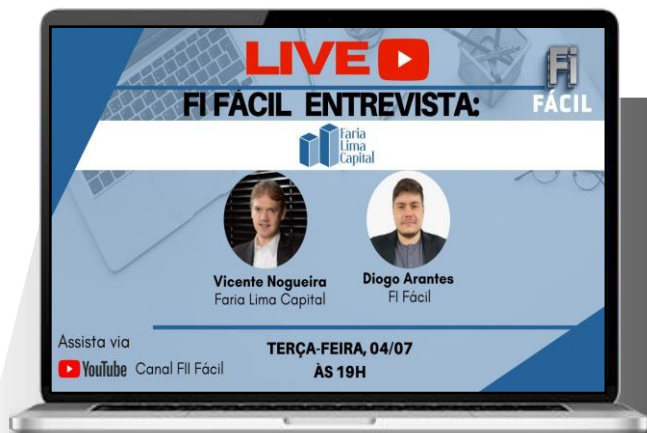 LIVE
Fi
FÁCIL
FI FÁCIL ENTREVISTA:
Faria
Lima
Capital
Vicente Nogueira
Faria Lima Capital
Diogo Arantes
FI Fácil
Assista via
YouTube Canal FII Fácil
TERÇA-FEIRA, 04/07
ÀS 19H